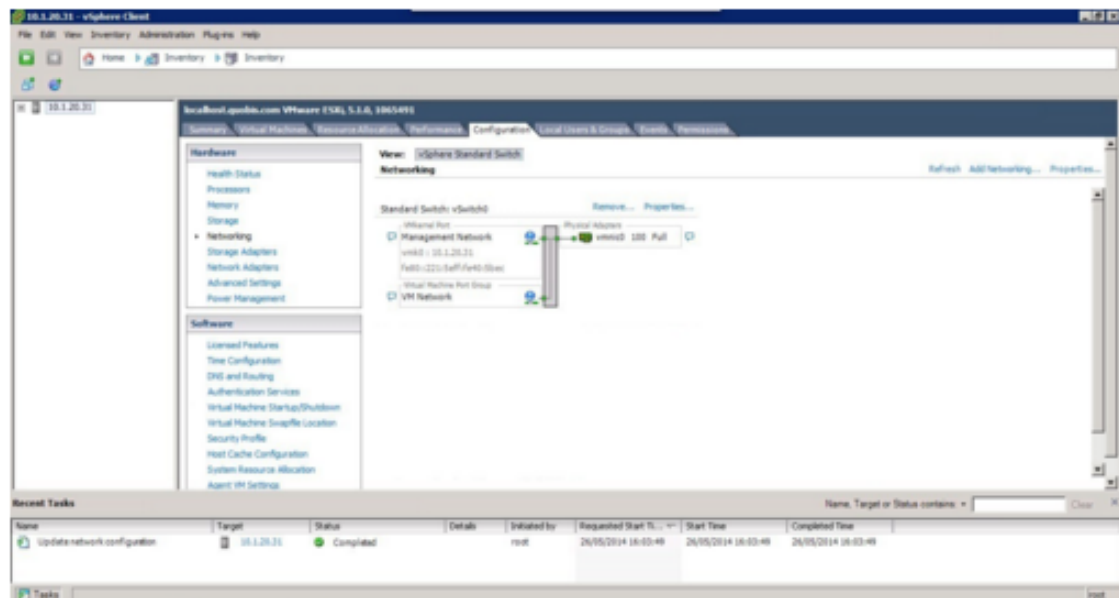 10.1.20.31 - vSphere Client
File Edit View Inventory Administration Plug-ins Help
Home Inventory Inventory
10.1.20.31
localhost.quobis.com VMware ESXi, 5.1.0, 1065491
Summary Virtual Machines Resource Allocation Performance Configuration Local Users & Groups Events Permissions
Hardware
Health Status
Processors
Memory
Storage
Networking
Storage Adapters
Network Adapters
Advanced Settings
Power Management
Software
Licensed Features
Time Configuration
DNS and Routing
Authentication Services
Virtual Machine Startup/Shutdown
Virtual Machine Swapfile Location
Security Profile
Host Cache Configuration
System Resource Allocation
Agent VM Settings
View: vSphere Standard Switch
Networking
Refresh Add Networking... Properties...
Standard Switch: vSwitch0 Remove... Properties...
VMkernel Port Physical Adapters
Management Network vmnic0 100 Full
vmk0 : 10.1.20.31
Virtual Machine Port Group
VM Network
Recent Tasks
Name, Target or Status contains: Clear
Name Target Status Details Initiated by Requested Start Ti... Start Time Completed Time
Update network configuration 10.1.20.31 Completed root 26/05/2014 16:03:49 26/05/2014 16:03:49 26/05/2014 16:03:49
Tasks root